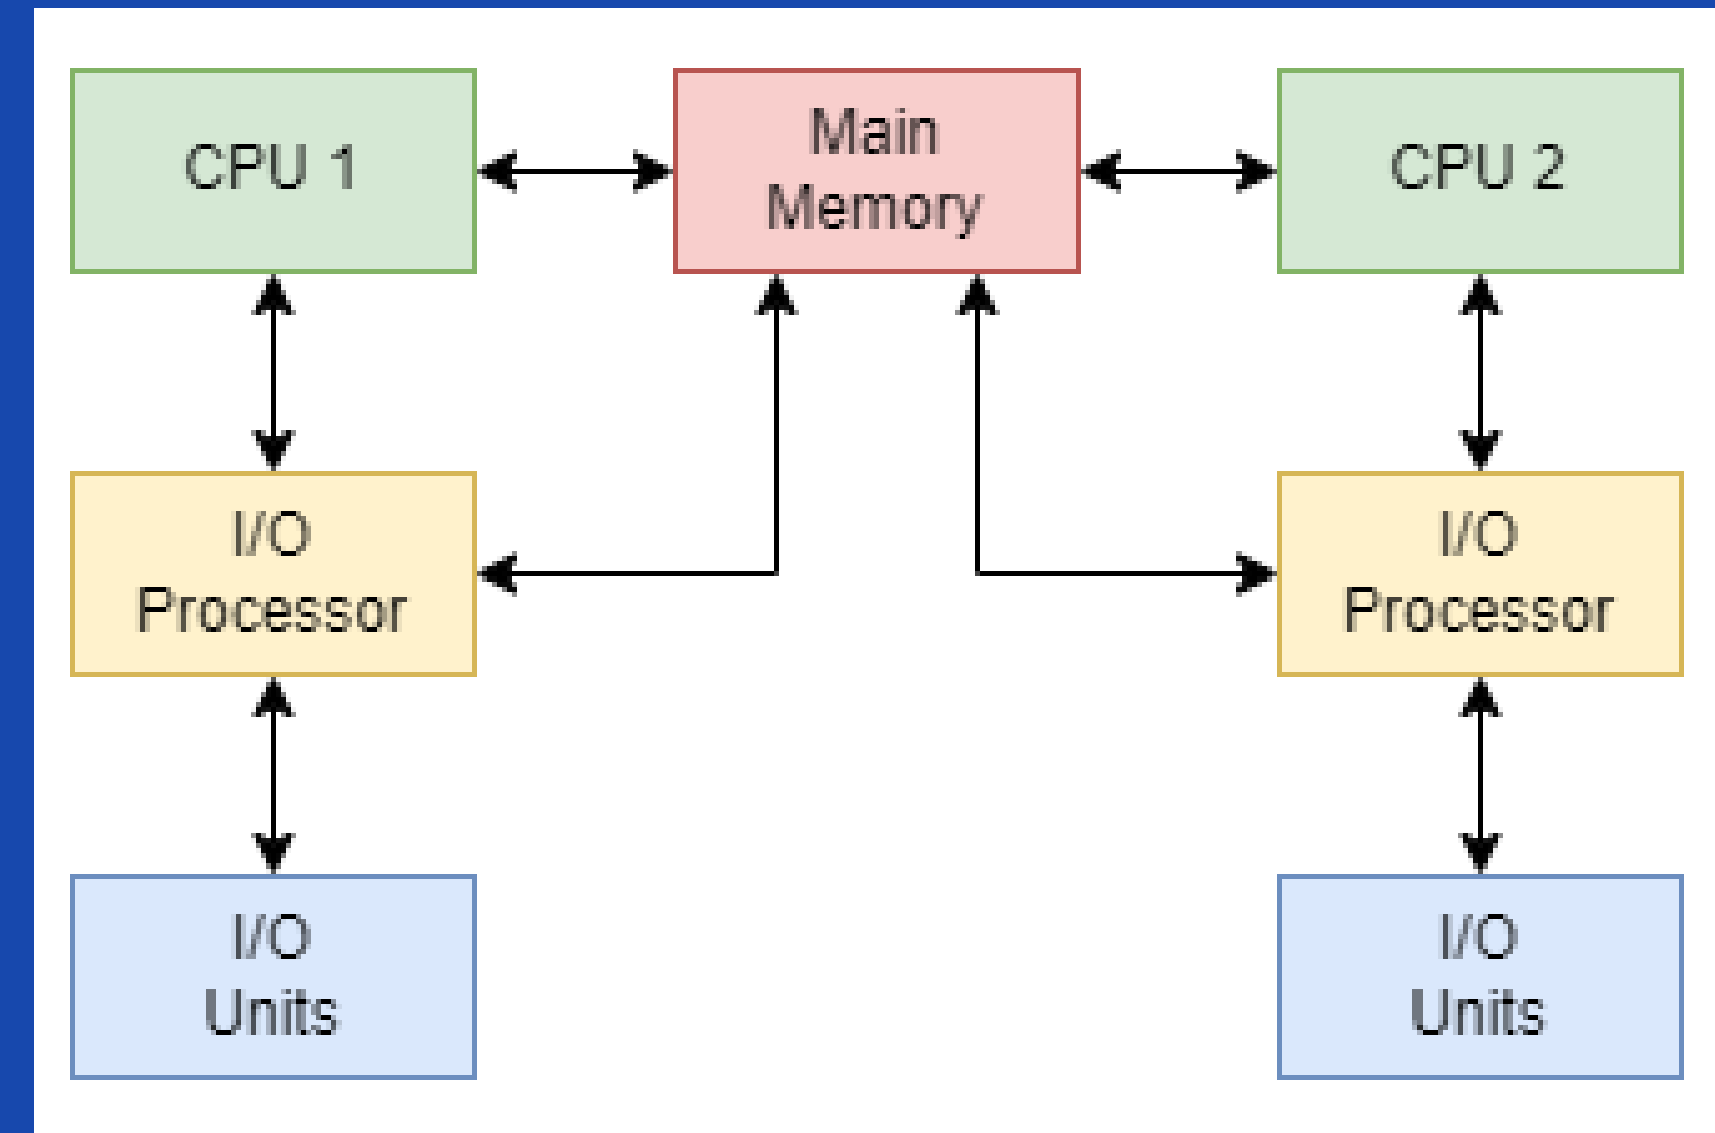 CPU 1
Main
Memory
CPU 2
I/O
Processor
I/O
Processor
I/O
Units
I/O
Units